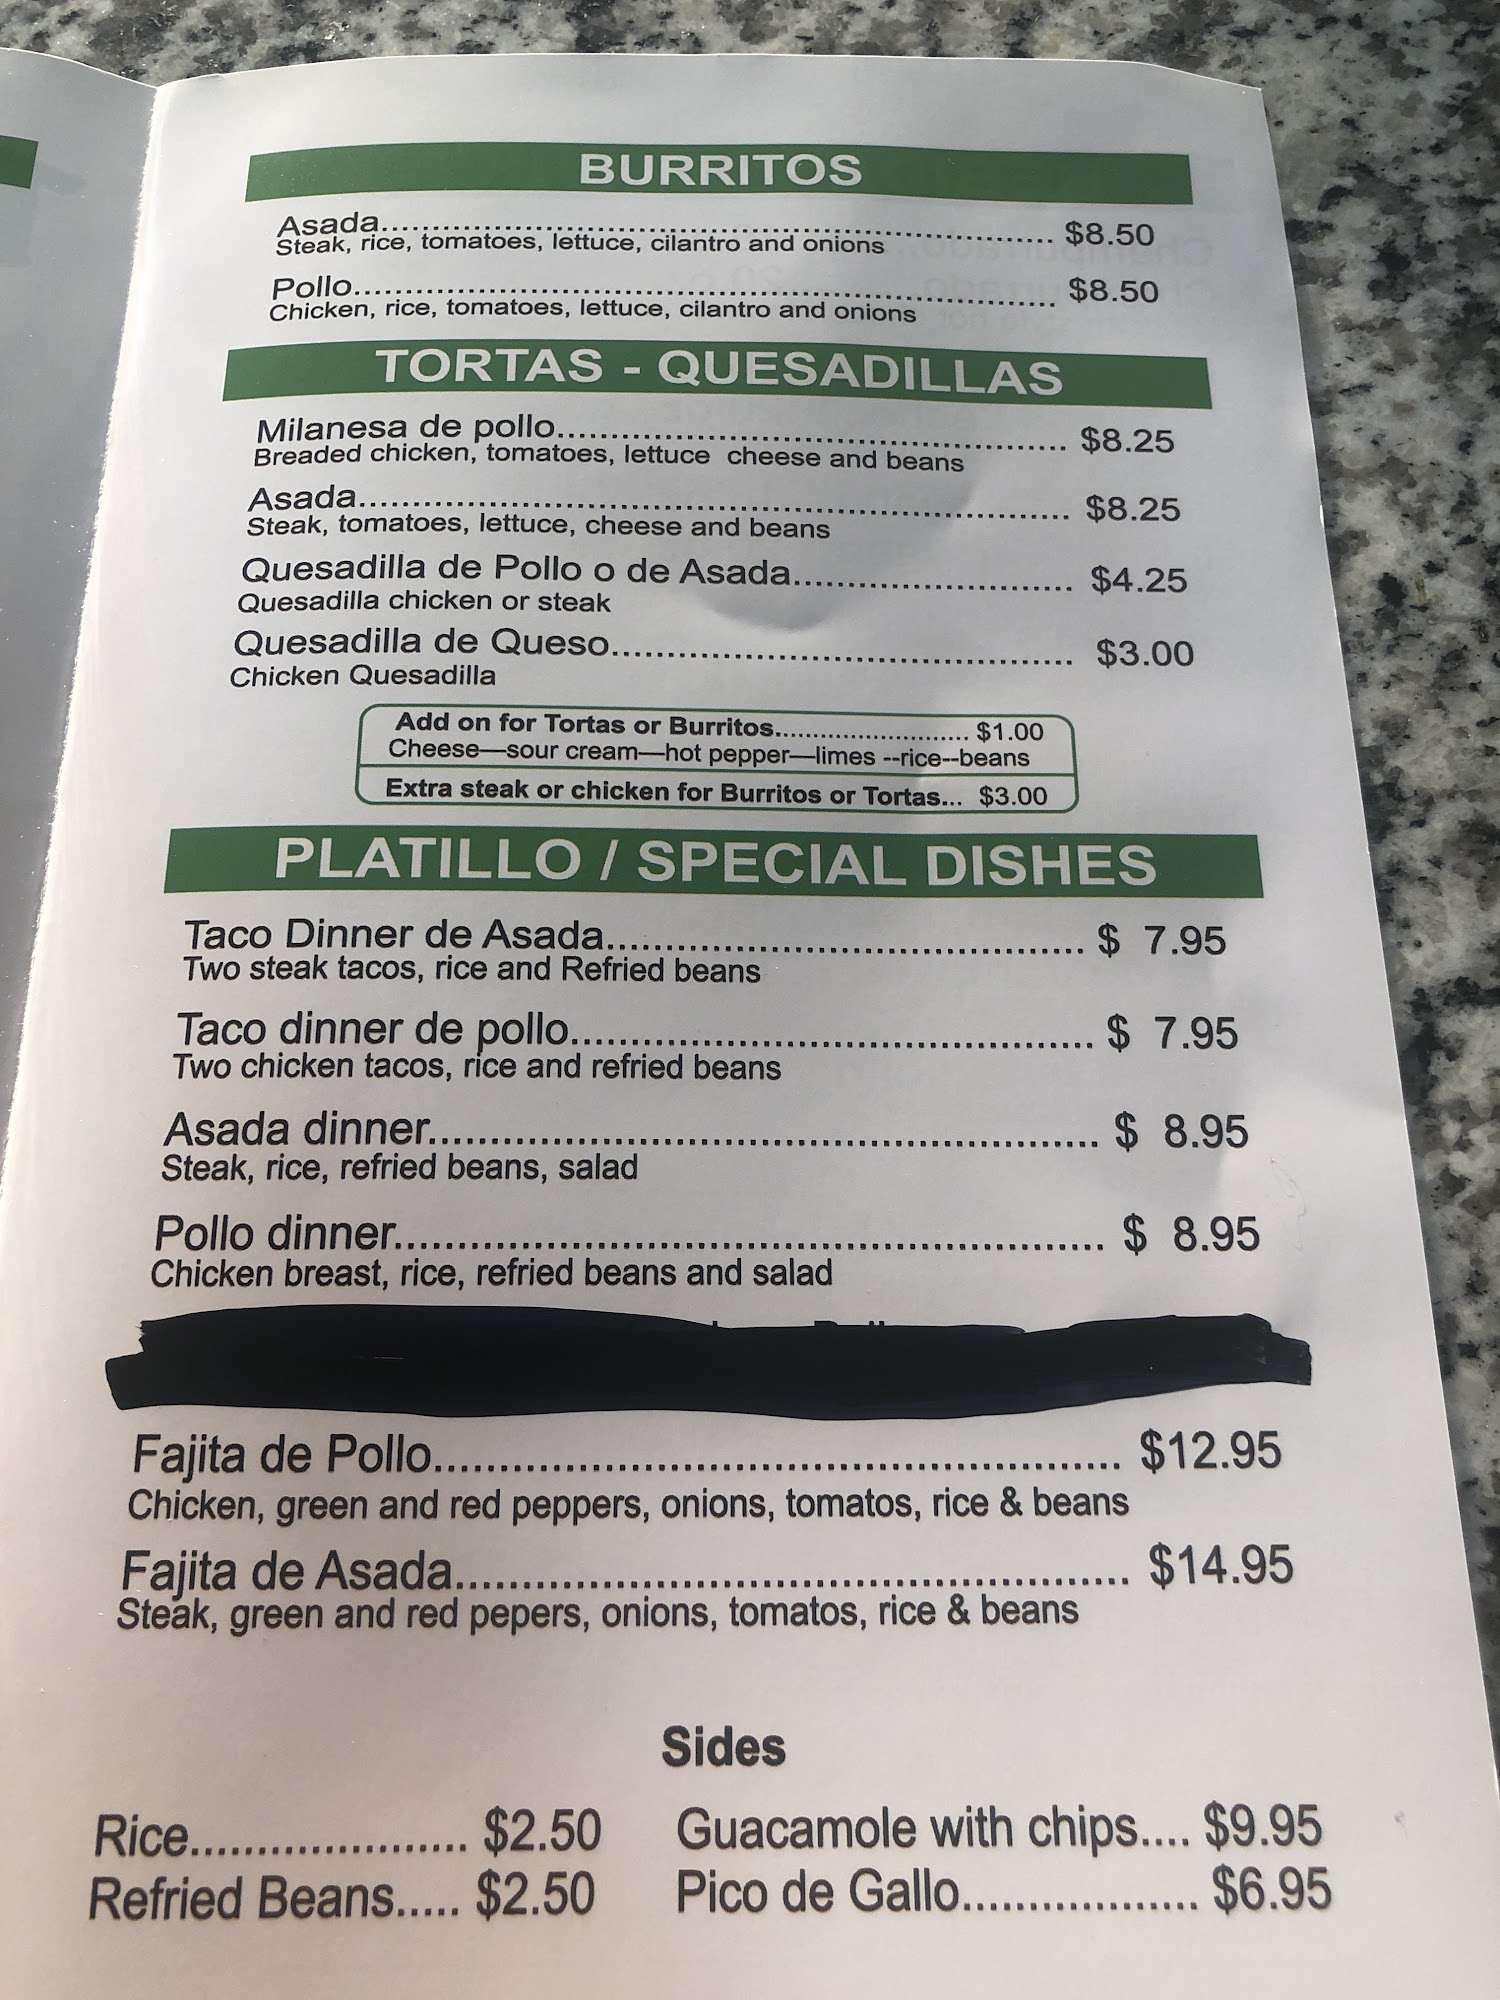 BURRITOS
Asada................................................................ $8.50
Steak, rice, tomatoes, lettuce, cilantro and onions
Pollo................................................................ $8.50
Chicken, rice, tomatoes, lettuce, cilantro and onions
TORTAS - QUESADILLAS
Milanesa de pollo................................................ $8.25
Breaded chicken, tomatoes, lettuce cheese and beans
Asada................................................................ $8.25
Steak, tomatoes, lettuce, cheese and beans
Quesadilla de Pollo o de Asada......................... $4.25
Quesadilla chicken or steak
Quesadilla de Queso.......................................... $3.00
Chicken Quesadilla
Add on for Tortas or Burritos.......................... $1.00
Cheese—sour cream—hot pepper—limes --rice--beans
Extra steak or chicken for Burritos or Tortas... $3.00
PLATILLO / SPECIAL DISHES
Taco Dinner de Asada....................................... $ 7.95
Two steak tacos, rice and Refried beans
Taco dinner de pollo.......................................... $ 7.95
Two chicken tacos, rice and refried beans
Asada dinner...................................................... $ 8.95
Steak, rice, refried beans, salad
Pollo dinner......................................................... $ 8.95
Chicken breast, rice, refried beans and salad
Fajita de Pollo..................................................... $12.95
Chicken, green and red peppers, onions, tomatos, rice & beans
Fajita de Asada................................................... $14.95
Steak, green and red pepers, onions, tomatos, rice & beans
Sides
Rice..................... $2.50 Guacamole with chips.... $9.95
Refried Beans..... $2.50 Pico de Gallo.................. $6.95